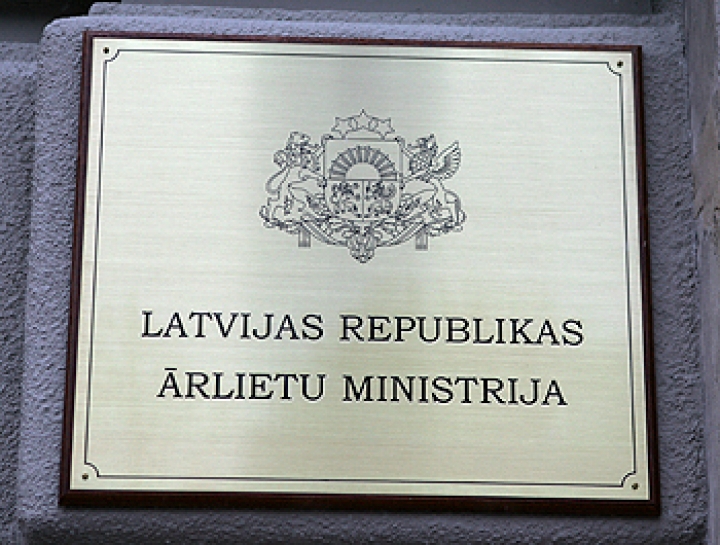 LATVIJAS REPUBLIKAS
ĀRLIETU MINISTRIJA